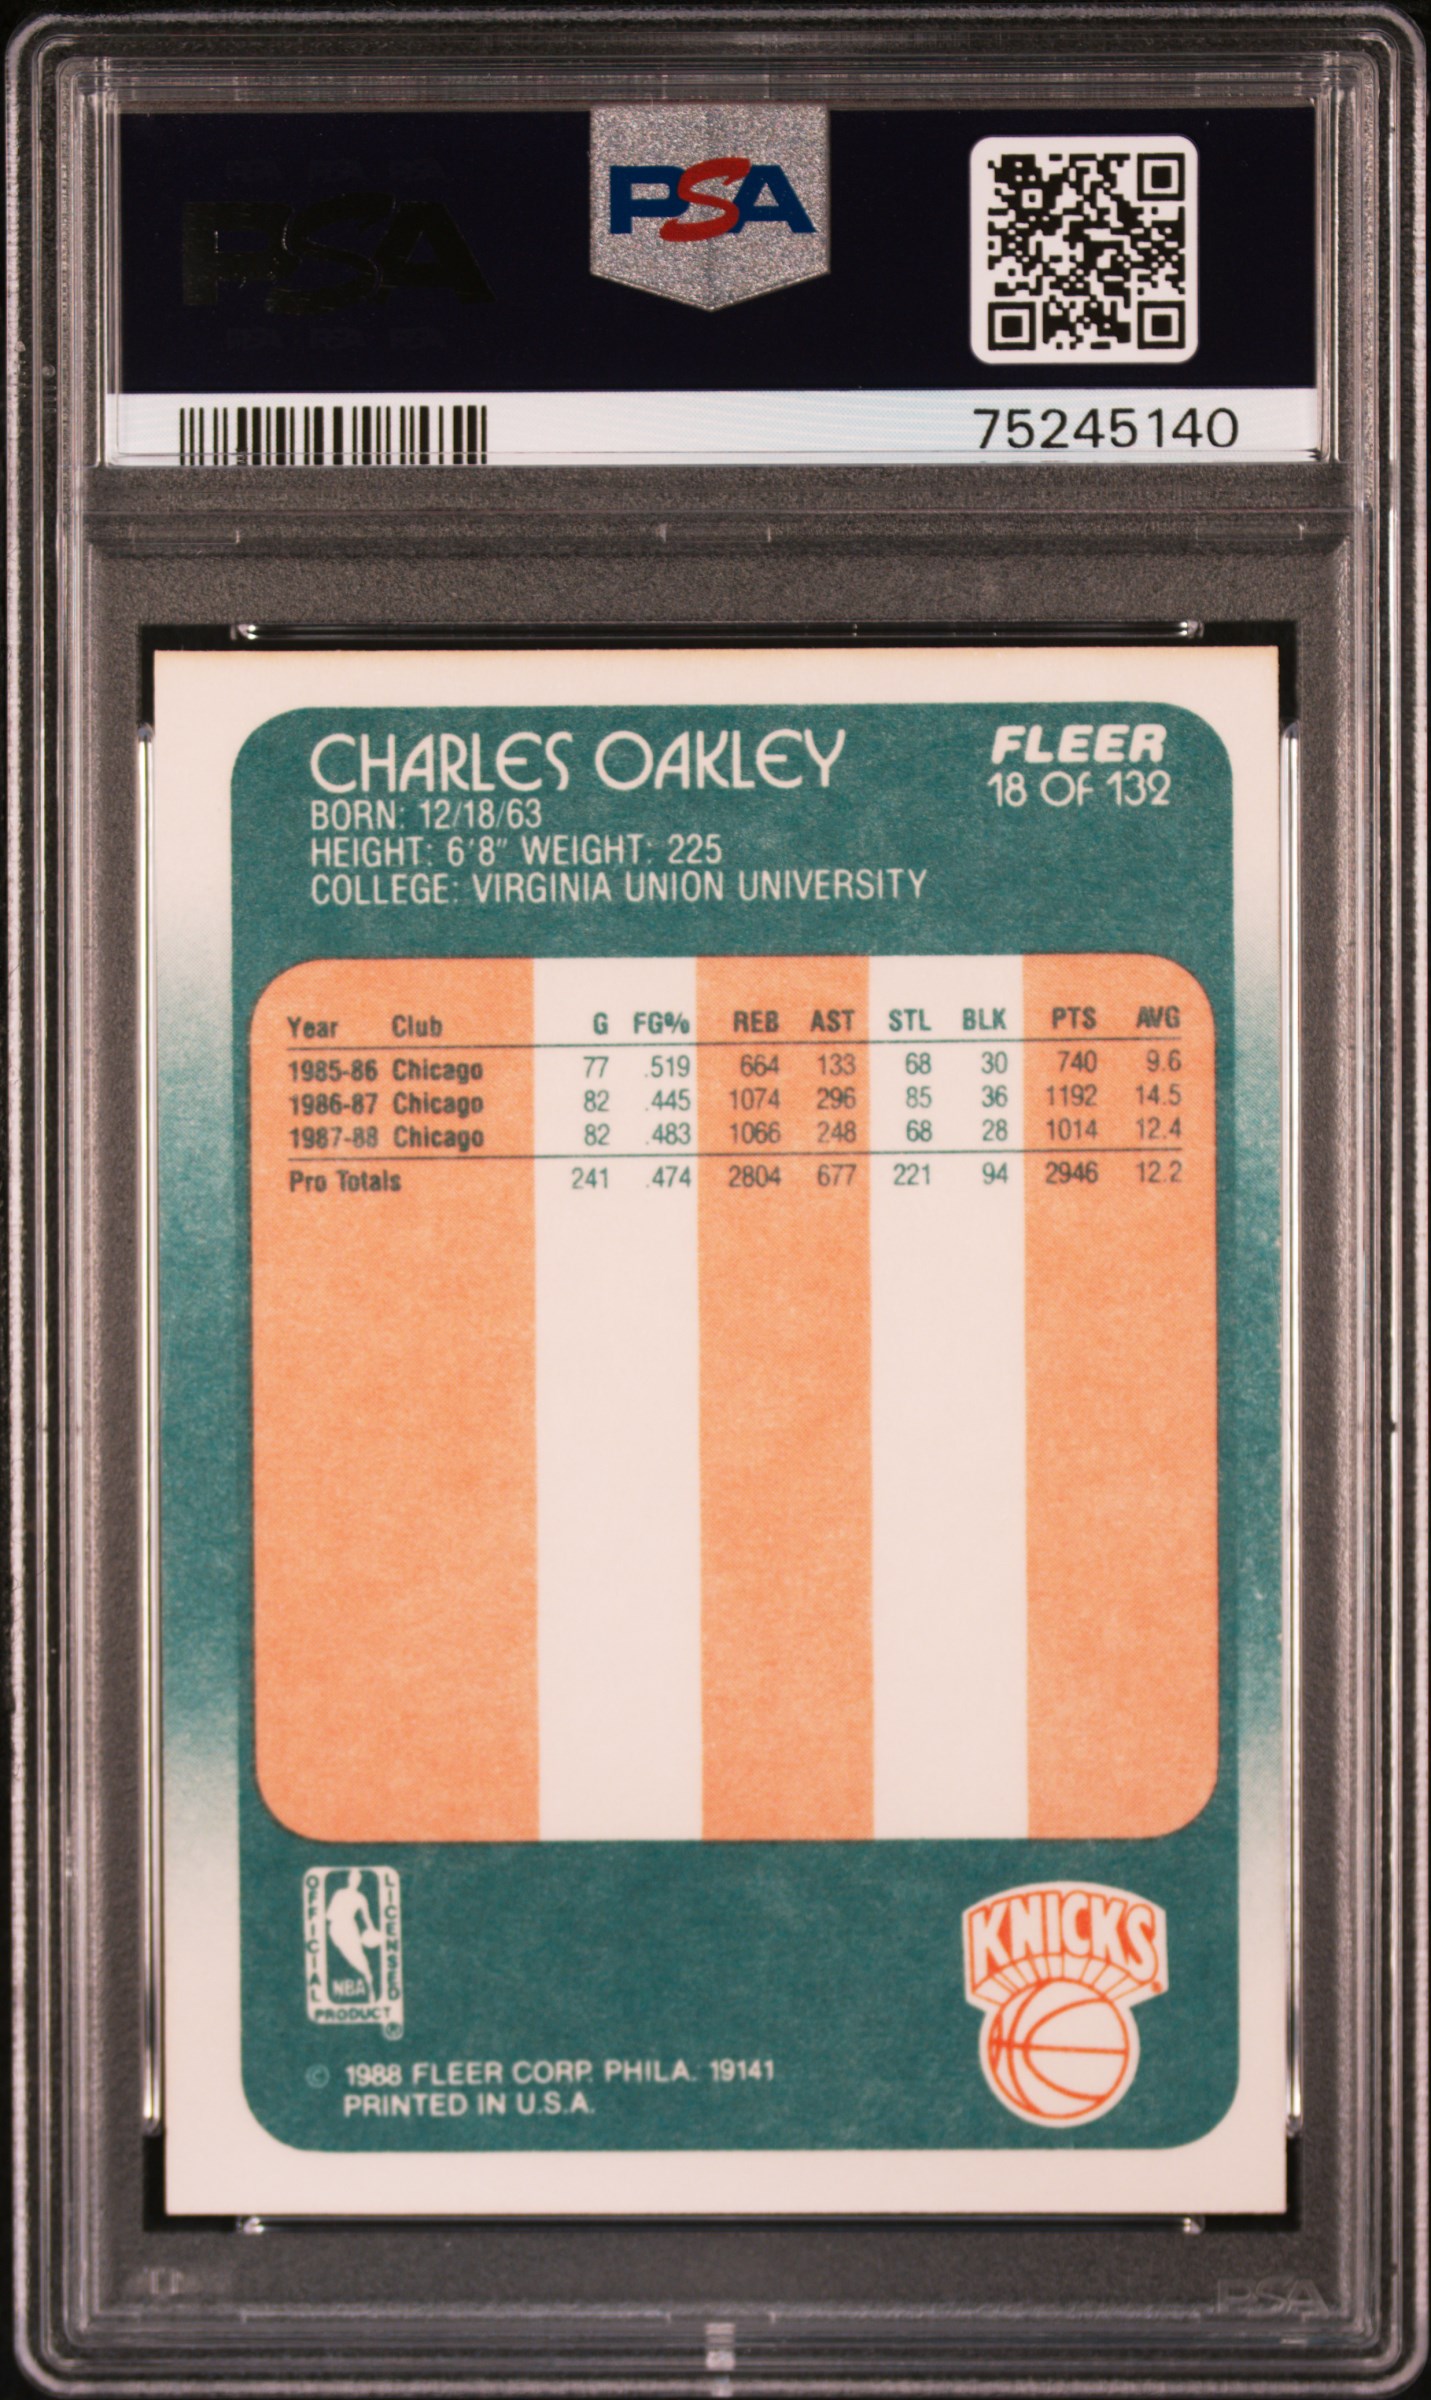 PSA
PSA
75245140
CHARLES OAKLEY
FLEER
18 OF 132
BORN: 12/18/63
HEIGHT: 6'8" WEIGHT: 225
COLLEGE: VIRGINIA UNION UNIVERSITY
Year Club G FG% REB AST STL BLK PTS AVG
1985-86 Chicago 77 .519 664 133 68 30 740 9.6
1986-87 Chicago 82 .445 1074 296 85 36 1192 14.5
1987-88 Chicago 82 .483 1066 248 68 28 1014 12.4
Pro Totals 241 .474 2804 677 221 94 2946 12.2
OFFICIAL LICENSED
NBA
PRODUCT ®
KNICKS
© 1988 FLEER CORP. PHILA. 19141
PRINTED IN U.S.A.
PSA